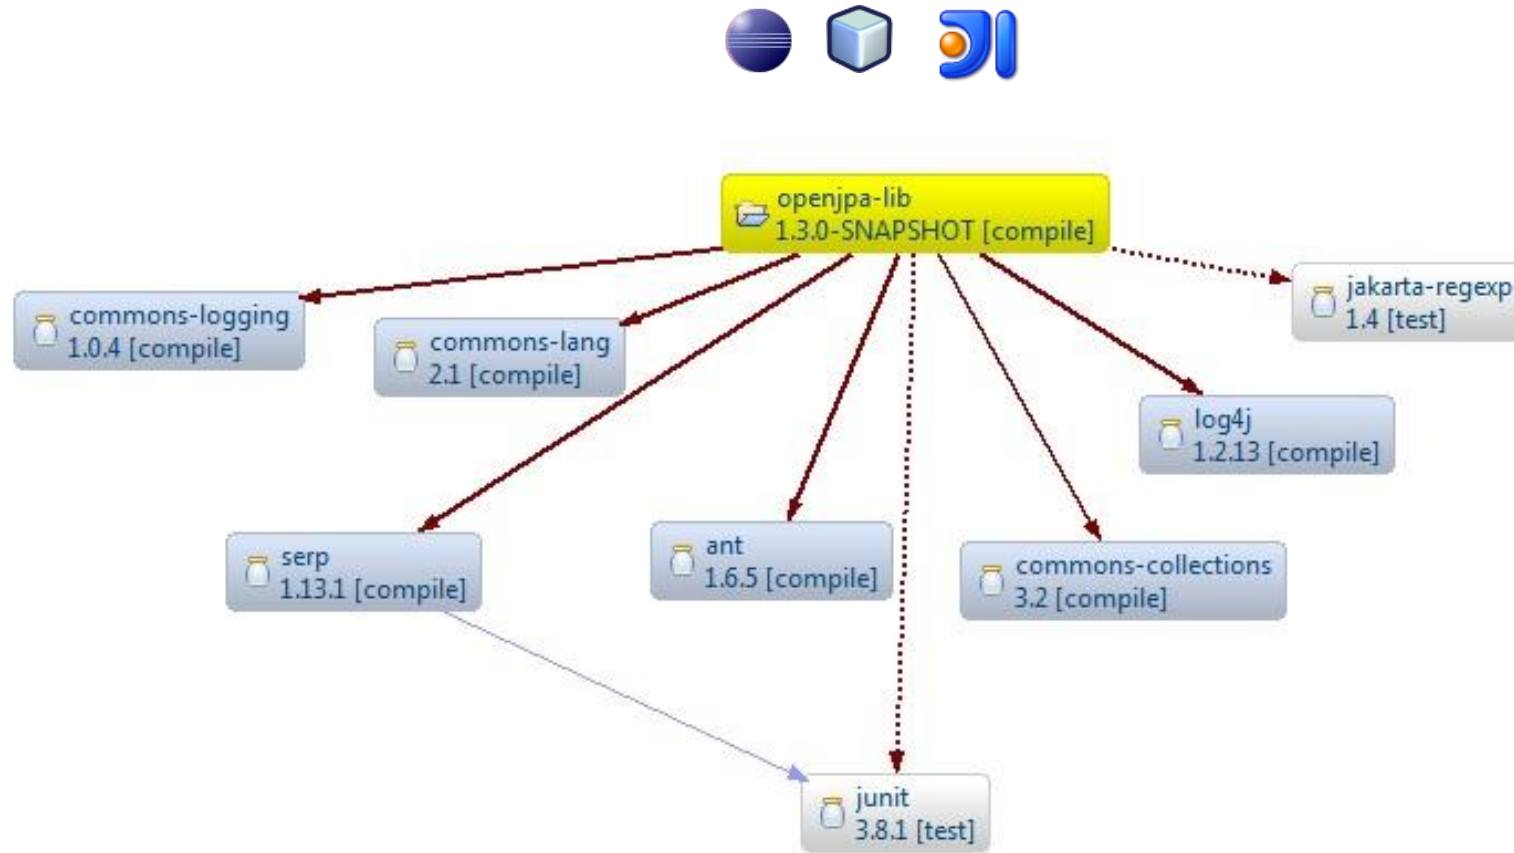 openjpa-lib
1.3.0-SNAPSHOT [compile]
jakarta-regexp
1.4 [test]
commons-logging
1.0.4 [compile]
commons-lang
2.1 [compile]
log4j
1.2.13 [compile]
serp
1.13.1 [compile]
ant
1.6.5 [compile]
commons-collections
3.2 [compile]
junit
3.8.1 [test]